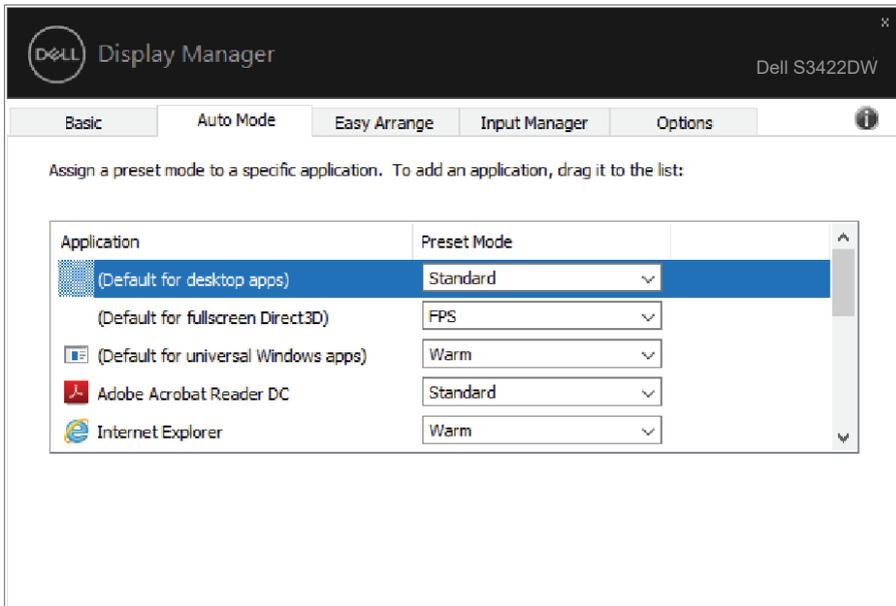 x
DELL Display Manager
Dell S3422DW
Basic Auto Mode Easy Arrange Input Manager Options
Assign a preset mode to a specific application. To add an application, drag it to the list:
Application Preset Mode
(Default for desktop apps) Standard
(Default for fullscreen Direct3D) FPS
(Default for universal Windows apps) Warm
Adobe Acrobat Reader DC Standard
Internet Explorer Warm